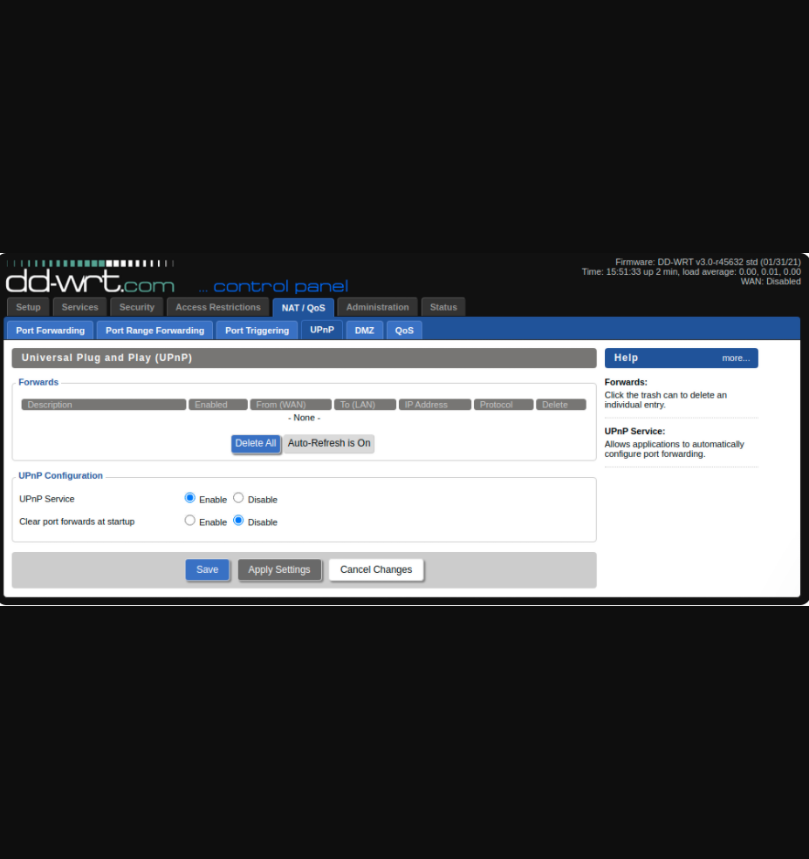 Firmware: DD-WRT v3.0-r45632 std (01/31/21)
Time: 15:51:33 up 2 min, load average: 0.00, 0.01, 0.00
WAN: Disabled
dd-wrt.com ... control panel
Setup Services Security Access Restrictions NAT / QoS Administration Status
Port Forwarding Port Range Forwarding Port Triggering UPnP DMZ QoS
Universal Plug and Play (UPnP)
Forwards
Description Enabled From (WAN) To (LAN) IP Address Protocol Delete
- None -
Delete All Auto-Refresh is On
UPnP Configuration
UPnP Service Enable Disable
Clear port forwards at startup Enable Disable
Save Apply Settings Cancel Changes
Help more...
Forwards:
Click the trash can to delete an
individual entry.
UPnP Service:
Allows applications to automatically
configure port forwarding.